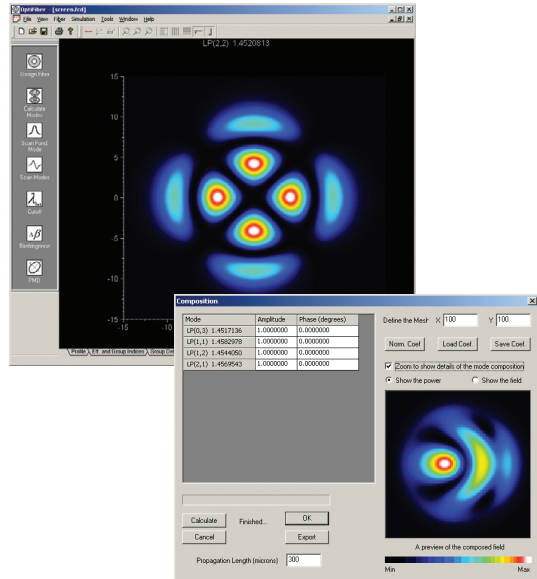 OptiFiber - [screen.fcd]
File View Fiber Simulation Tools Window Help
LP(2,2) 1.4520813
Design Fiber
Calculate Modes
Scan Fund. Mode
Scan Modes
λ
Cutoff
Δβ
Birefringence
PMD
15
10
5
0
-5
-10
-15
-15
-10
Profile Eff. and Group Indices Group De
Composition
Mode Amplitude Phase (degrees)
LP(0,3) 1.4517136 1.0000000 0.0000000
LP(1,1) 1.4582978 1.0000000 0.0000000
LP(1,2) 1.4544050 1.0000000 0.0000000
LP(2,1) 1.4569543 1.0000000 0.0000000
Define the Mesh X 100 Y 100
Norm. Coef Load Coef. Save Coef.
Zoom to show details of the mode composition
Show the power Show the field
Calculate Finished... OK
Cancel Export
Propagation Length (microns) 300
A preview of the composed field
Min Max